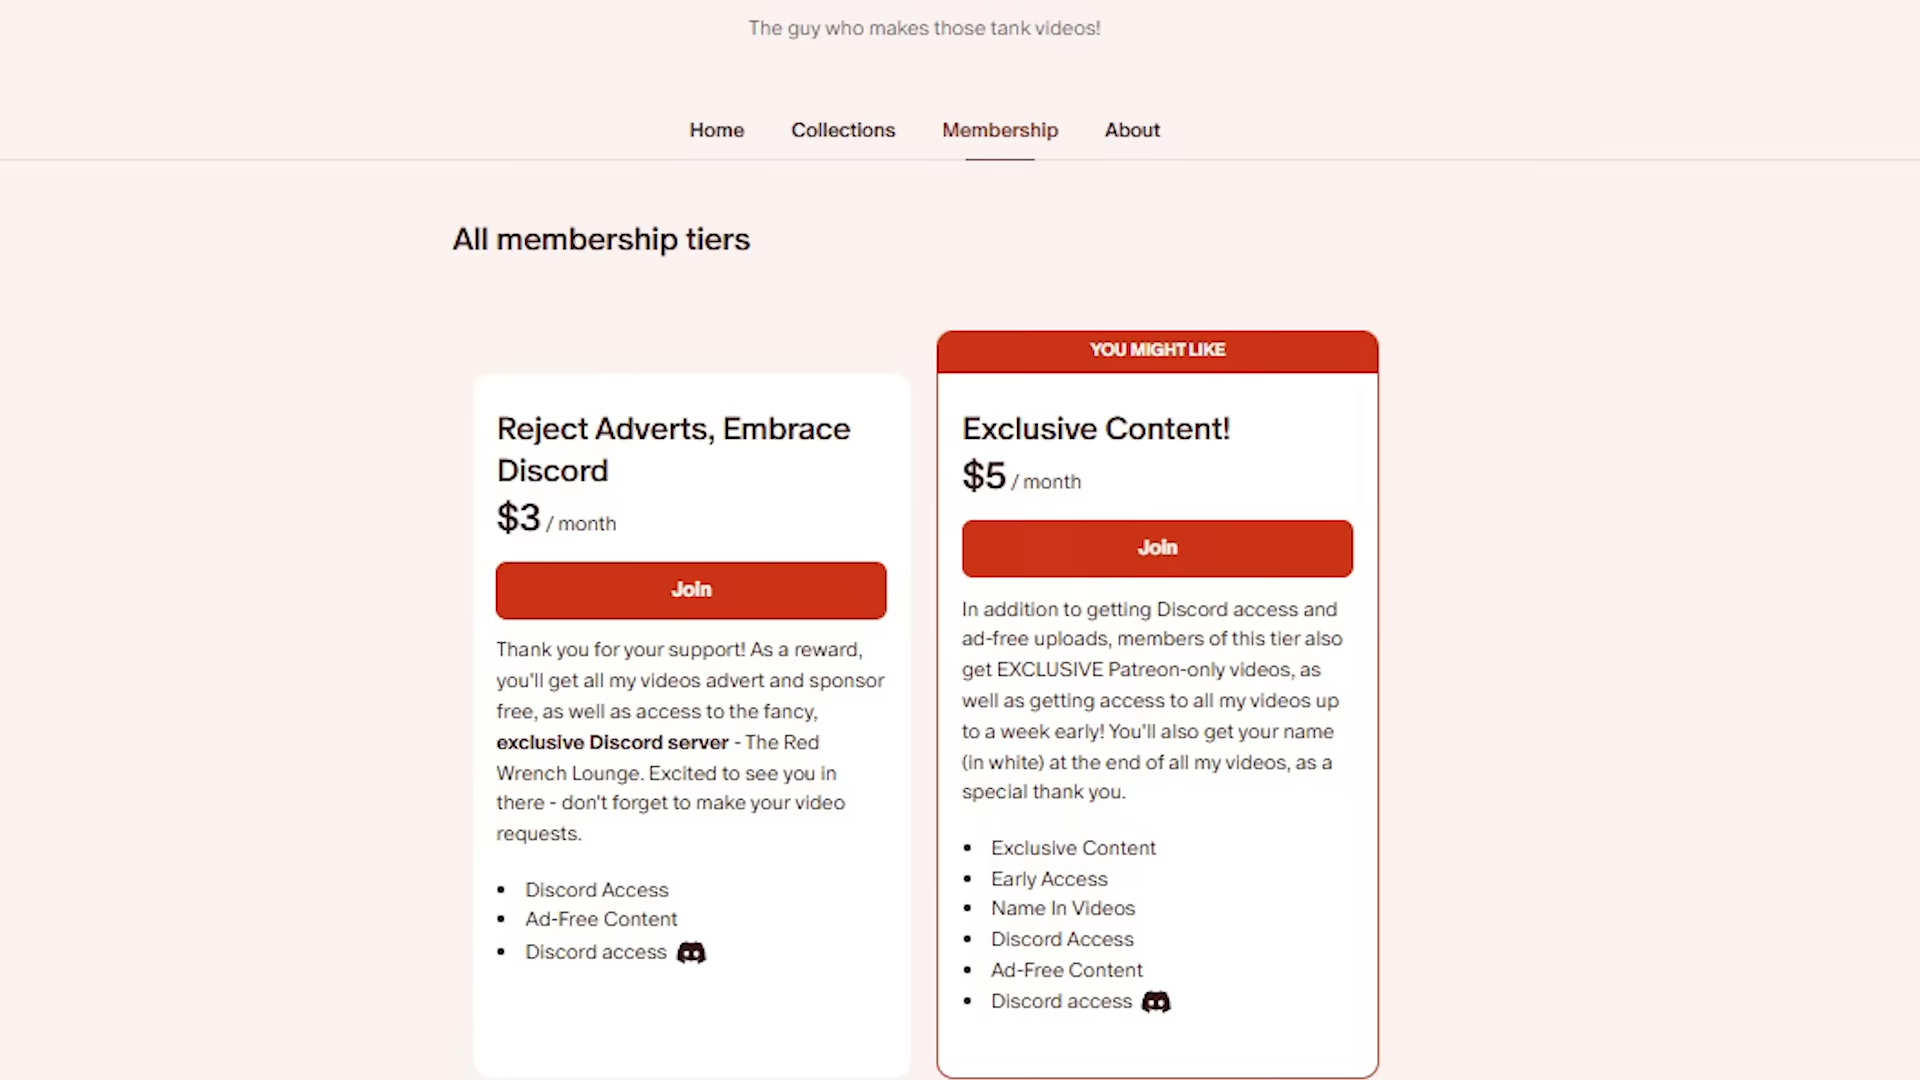 The guy who makes those tank videos!
Home Collections Membership About
All membership tiers
Reject Adverts, Embrace
Discord
$3 / month
Join
Thank you for your support! As a reward,
you'll get all my videos advert and sponsor
free, as well as access to the fancy,
exclusive Discord server - The Red
Wrench Lounge. Excited to see you in
there - don't forget to make your video
requests.
• Discord Access
• Ad-Free Content
• Discord access
YOU MIGHT LIKE
Exclusive Content!
$5 / month
Join
In addition to getting Discord access and
ad-free uploads, members of this tier also
get EXCLUSIVE Patreon-only videos, as
well as getting access to all my videos up
to a week early! You'll also get your name
(in white) at the end of all my videos, as a
special thank you.
• Exclusive Content
• Early Access
• Name In Videos
• Discord Access
• Ad-Free Content
• Discord access